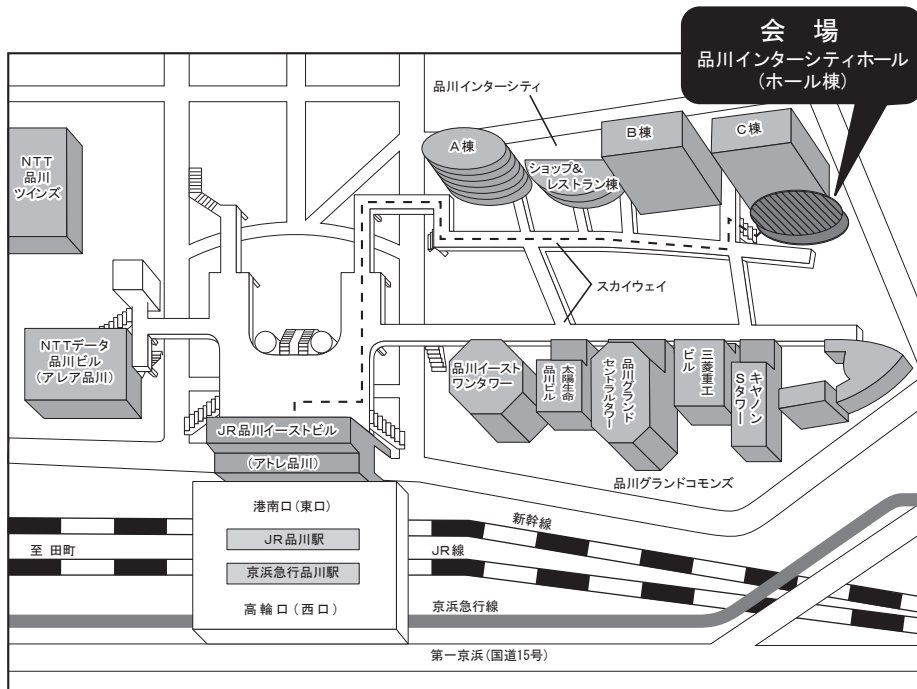 会　場
品川インターシティホール
(ホール棟)
品川インターシティ
A棟
ショップ&
レストラン棟
B棟
C棟
NTT
品川
ツインズ
スカイウェイ
NTTデータ
品川ビル
(アレア品川)
品川イースト
ワンタワー
太陽生命
品川ビル
品川グランド
セントラルタワー
三菱重工
ビル
キヤノン
Sタワー
品川グランドコモンズ
JR品川イーストビル
(アトレ品川)
港南口(東口)
JR品川駅
京浜急行品川駅
高輪口(西口)
至 田町
新幹線
JR線
京浜急行線
第一京浜(国道15号)